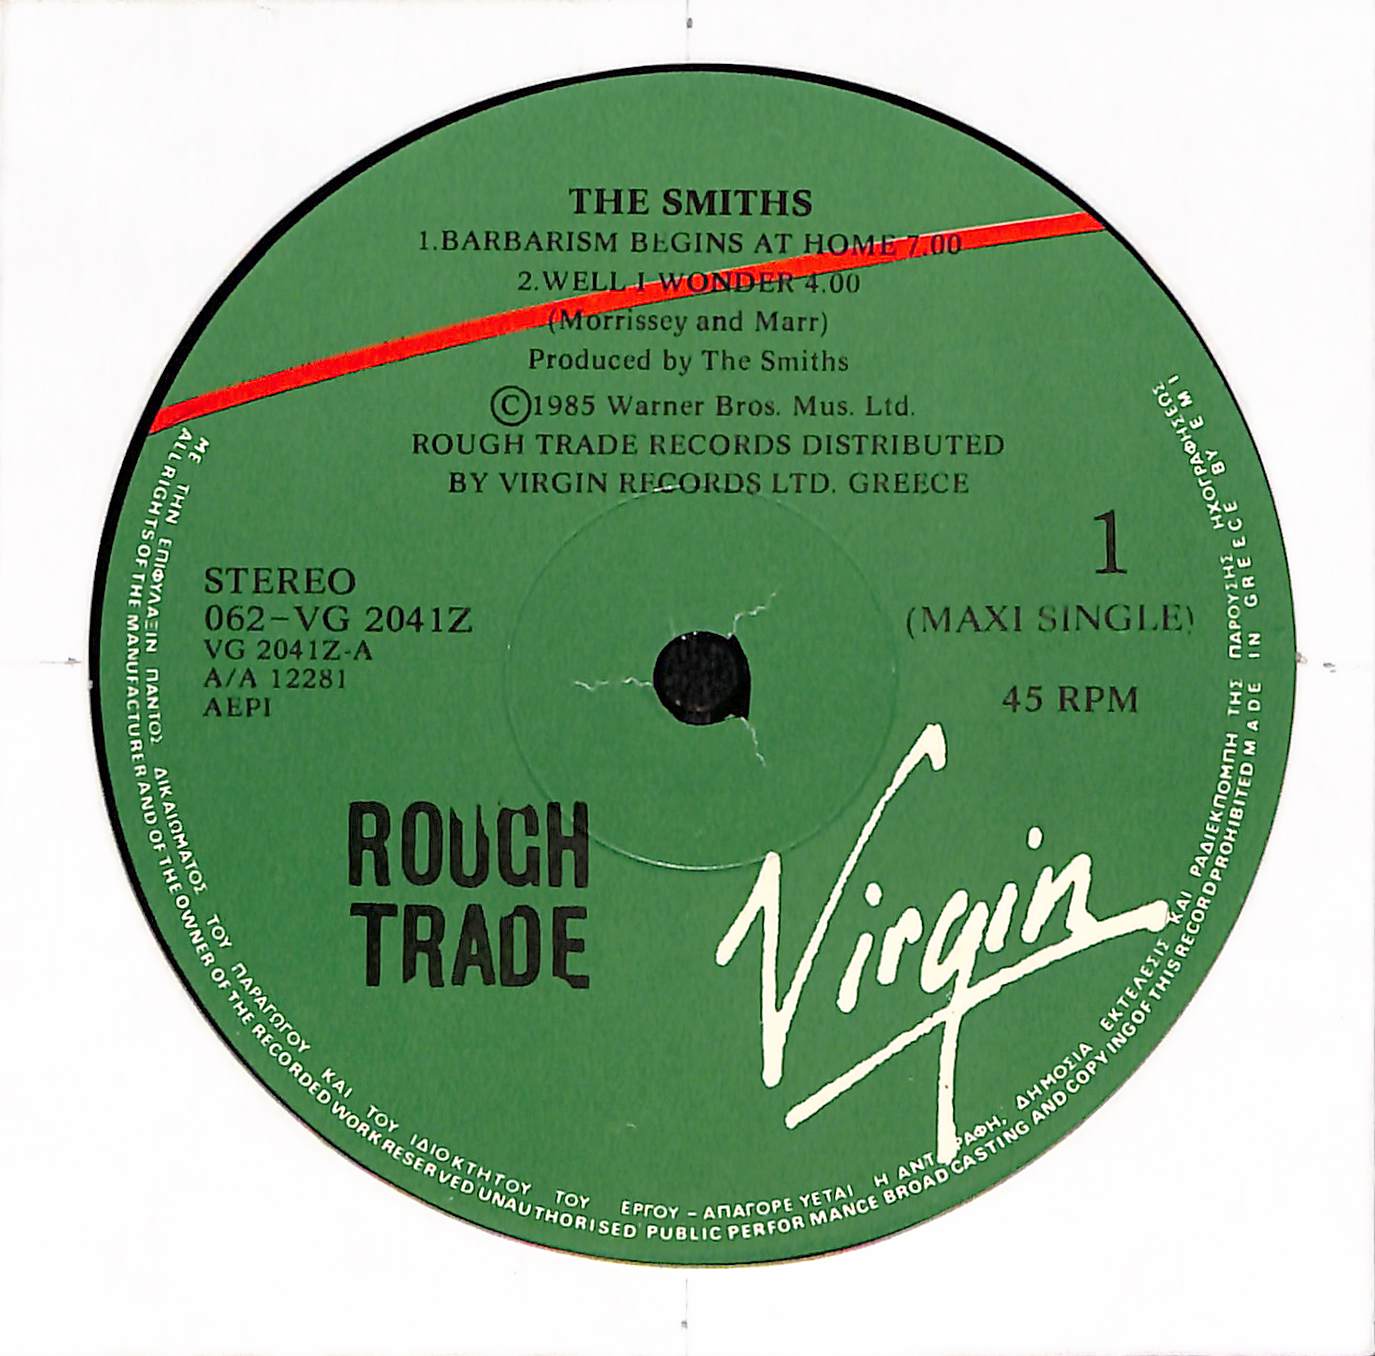 THE SMITHS
1.BARBARISM BEGINS AT HOME 7.00
2.WELL I WONDER 4.00
(Morrissey and Marr)
Produced by The Smiths
©1985 Warner Bros. Mus. Ltd.
ROUGH TRADE RECORDS DISTRIBUTED
BY VIRGIN RECORDS LTD. GREECE
1
STEREO
062-VG 2041Z
VG 2041Z-A
A/A 12281
AEPI
(MAXI SINGLE)
45 RPM
ROUGH
TRADE
Virgin
ΜΕ ΤΗΝ ΕΠΙΦΥΛΑΞΙΝ ΠΑΝΤΟΣ ΔΙΚΑΙΩΜΑΤΟΣ ΤΟΥ ΠΑΡΑΓΩΓΟΥ ΚΑΙ ΤΟΥ ΙΔΙΟΚΤΗΤΟΥ ΤΟΥ ΕΡΓΟΥ - ΑΠΑΓΟΡΕΥΕΤΑΙ Η ΑΝΤΙΓΡΑΦΗ, ΔΗΜΟΣΙΑ ΕΚΤΕΛΕΣΙΣ ΚΑΙ ΡΑΔΙΕΚΠΟΜΠΗ ΤΗΣ ΠΑΡΟΥΣΗΣ ΗΧΟΓΡΑΦΗΣΕΩΣ
ALL RIGHTS OF THE MANUFACTURER AND OF THE OWNER OF THE RECORDED WORK RESERVED UNAUTHORISED PUBLIC PERFORMANCE BROADCASTING AND COPYING OF THIS RECORD PROHIBITED MADE IN GREECE BY EMI